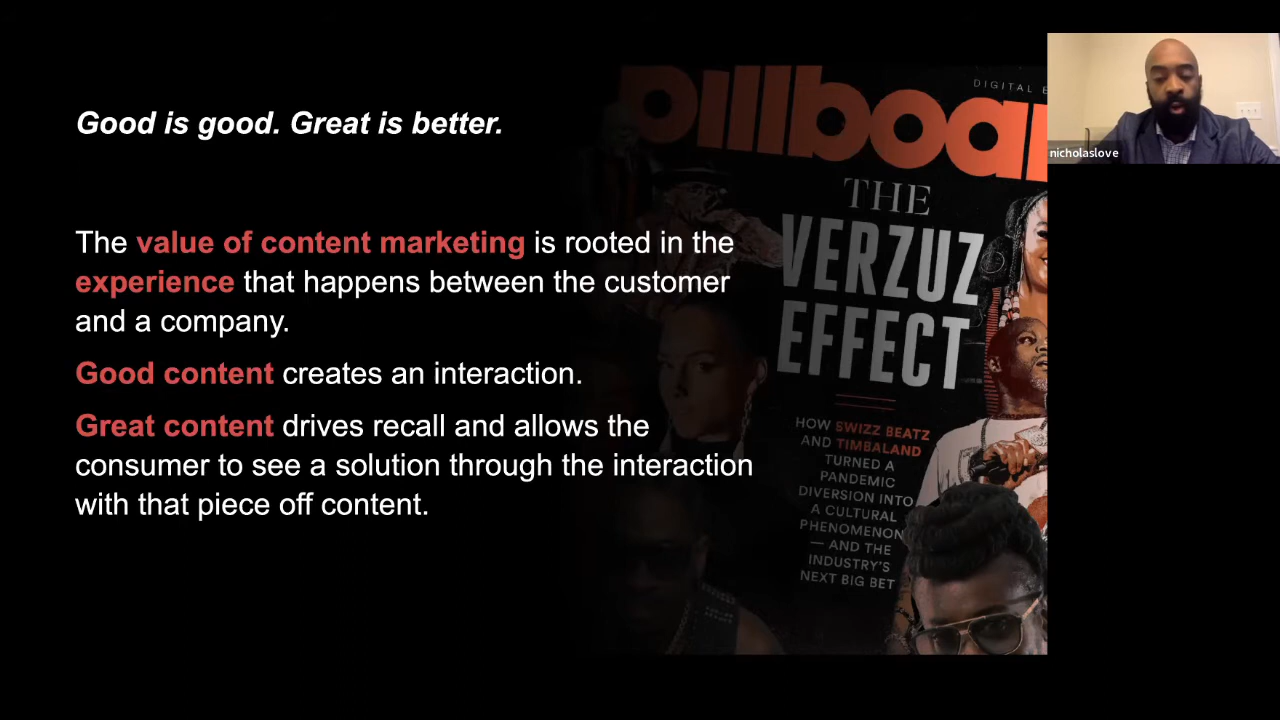 Good is good. Great is better.
The value of content marketing is rooted in the
experience that happens between the customer
and a company.
Good content creates an interaction.
Great content drives recall and allows the
consumer to see a solution through the interaction
with that piece off content.
billboar
DIGITAL E
THE
VERZUZ
EFFECT
HOW SWIZZ BEATZ
AND TIMBALAND
TURNED A
PANDEMIC
DIVERSION INTO
A CULTURAL
PHENOMENON
— AND THE
INDUSTRY'S
NEXT BIG BET
nicholaslove